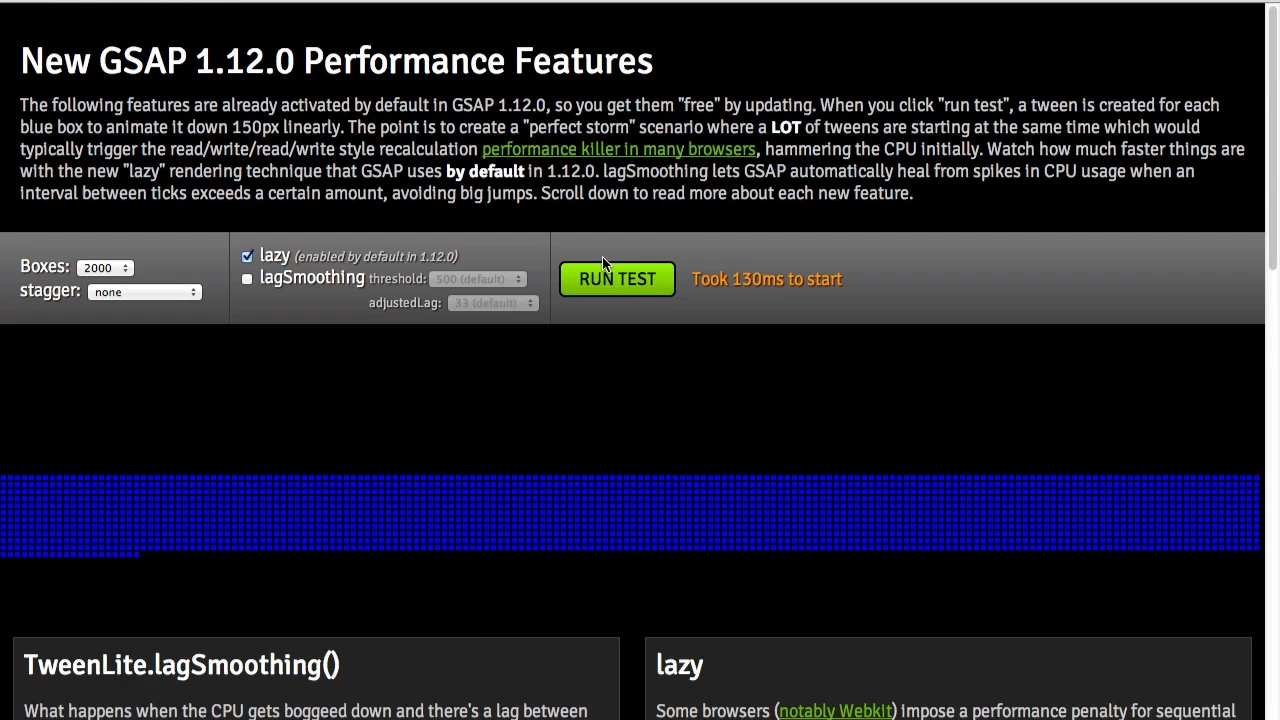 New GSAP 1.12.0 Performance Features
The following features are already activated by default in GSAP 1.12.0, so you get them "free" by updating. When you click "run test", a tween is created for each
blue box to animate it down 150px linearly. The point is to create a "perfect storm" scenario where a LOT of tweens are starting at the same time which would
typically trigger the read/write/read/write style recalculation performance killer in many browsers, hammering the CPU initially. Watch how much faster things are
with the new "lazy" rendering technique that GSAP uses by default in 1.12.0. lagSmoothing lets GSAP automatically heal from spikes in CPU usage when an
interval between ticks exceeds a certain amount, avoiding big jumps. Scroll down to read more about each new feature.
Boxes: 2000
stagger: none
lazy (enabled by default in 1.12.0)
lagSmoothing threshold: 500 (default)
adjustedLag: 33 (default)
RUN TEST
Took 130ms to start
TweenLite.lagSmoothing()
What happens when the CPU gets boggeed down and there's a lag between
lazy
Some browsers (notably Webkit) impose a performance penalty for sequential